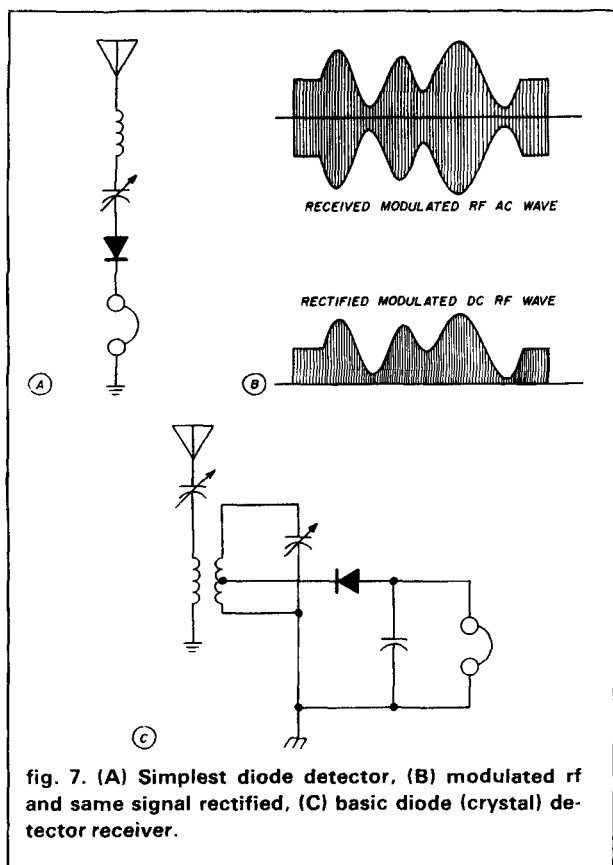 RECEIVED MODULATED RF AC WAVE
RECTIFIED MODULATED DC RF WAVE
A
B
C
fig. 7. (A) Simplest diode detector, (B) modulated rf
and same signal rectified, (C) basic diode (crystal) de-
tector receiver.